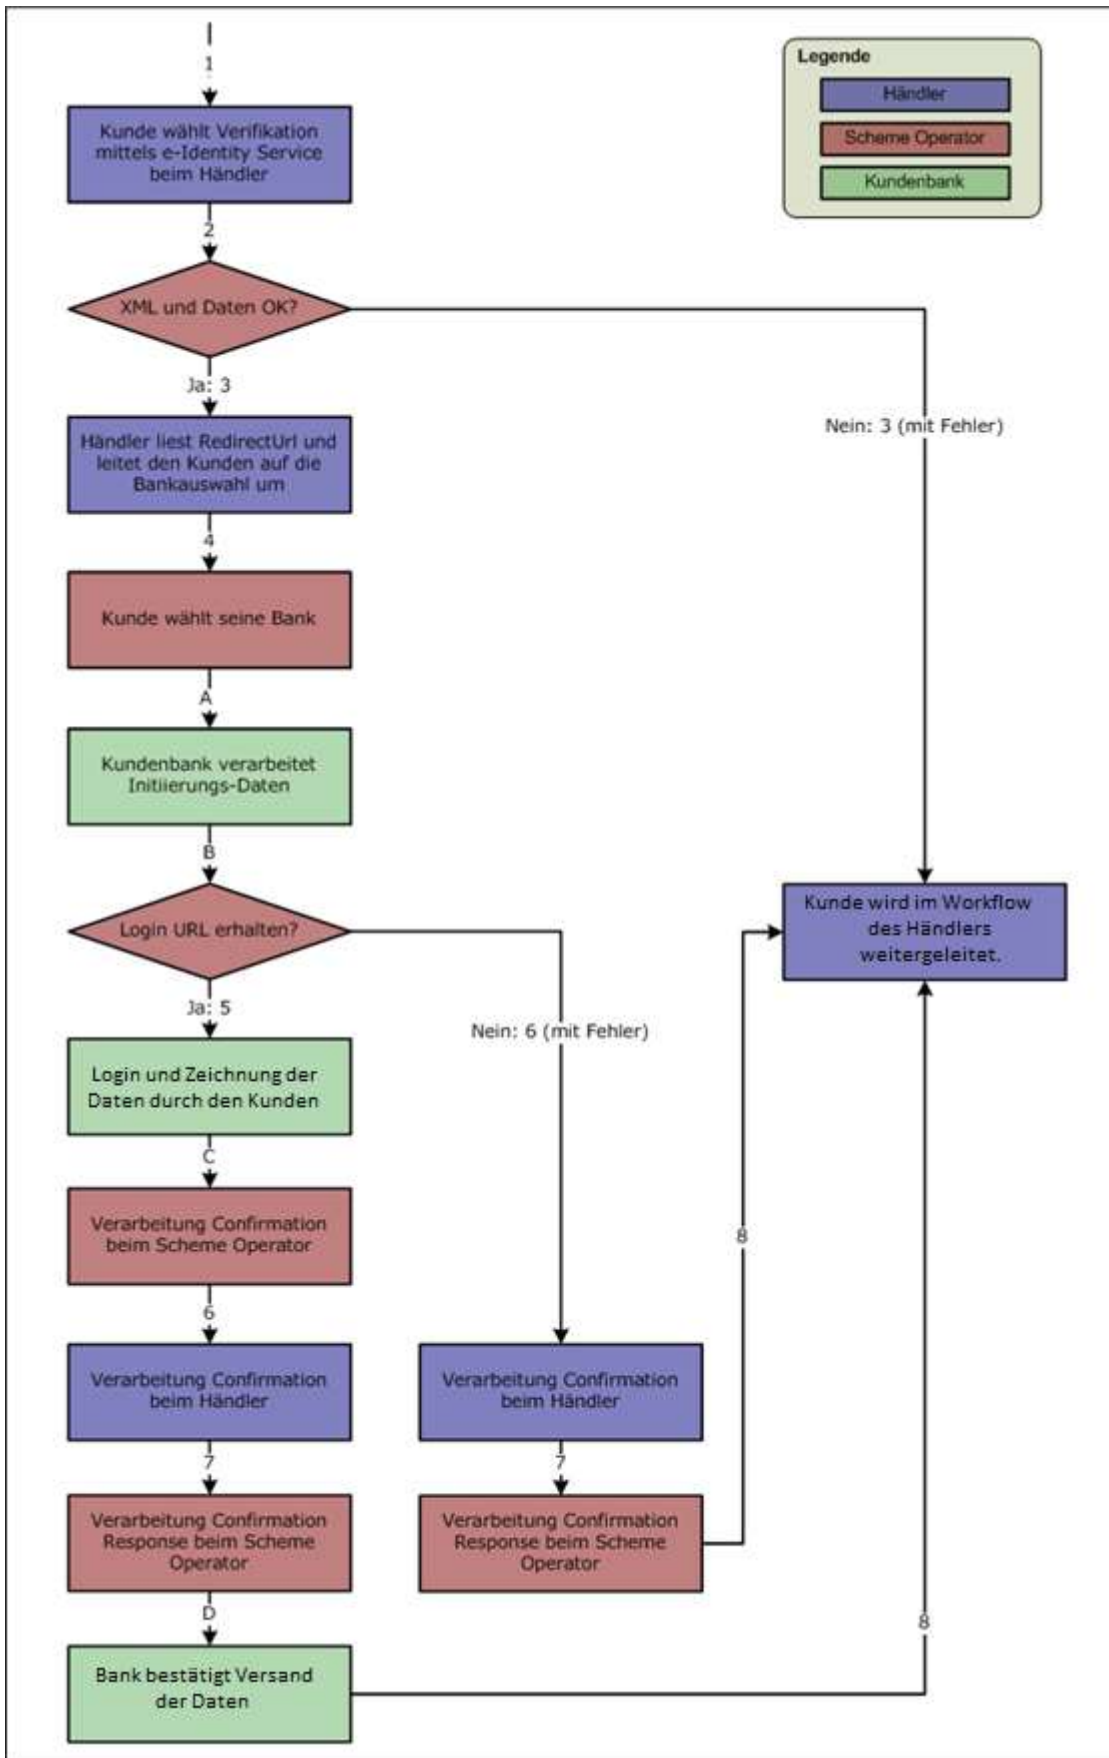 Legende
Händler
Scheme Operator
Kundenbank
1
Kunde wählt Verifikation
mittels e-Identity Service
beim Händler
2
XML und Daten OK?
Ja: 3
Nein: 3 (mit Fehler)
Händler liest RedirectUrl und
leitet den Kunden auf die
Bankauswahl um
4
Kunde wählt seine Bank
A
Kundenbank verarbeitet
Initiierungs-Daten
B
Login URL erhalten?
Kunde wird im Workflow
des Händlers
weitergeleitet.
Ja: 5
Nein: 6 (mit Fehler)
Login und Zeichnung der
Daten durch den Kunden
C
Verarbeitung Confirmation
beim Scheme Operator
8
6
Verarbeitung Confirmation
beim Händler
Verarbeitung Confirmation
beim Händler
7
7
Verarbeitung Confirmation
Response beim Scheme
Operator
Verarbeitung Confirmation
Response beim Scheme
Operator
D
8
Bank bestätigt Versand
der Daten